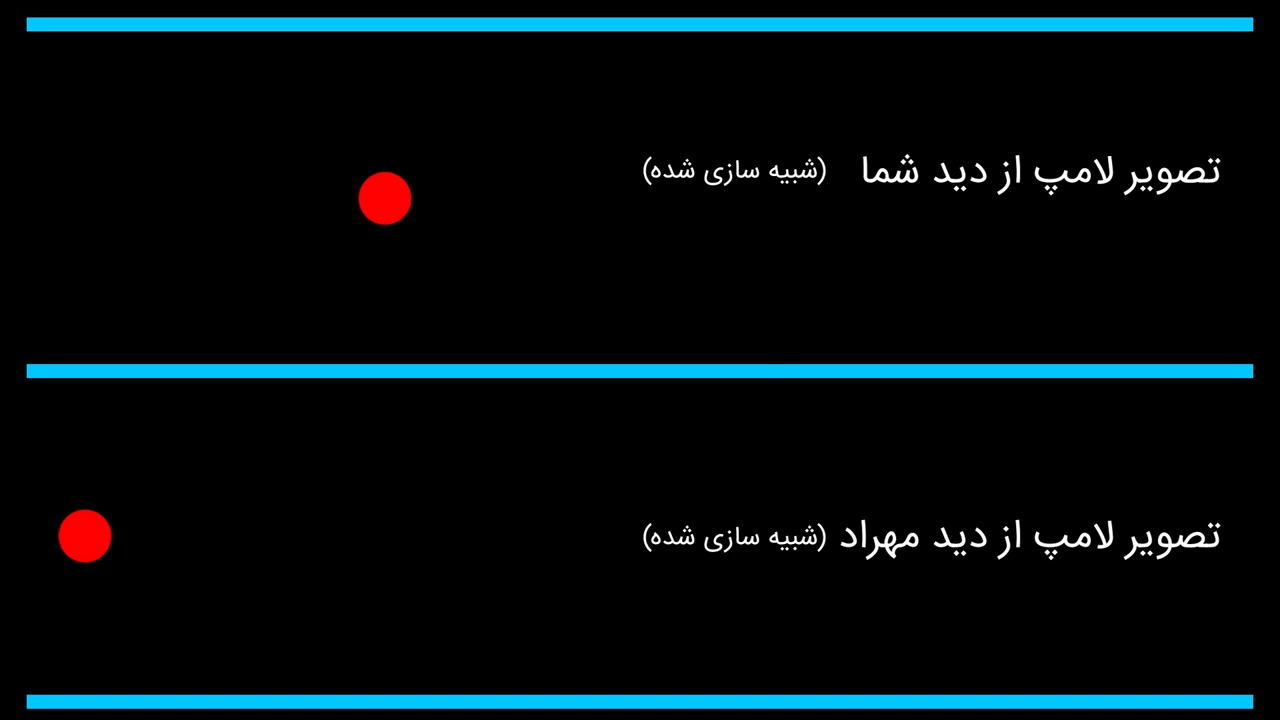 تصویر لامپ از دید شما (شبیه سازی شده)
تصویر لامپ از دید مهراد (شبیه سازی شده)